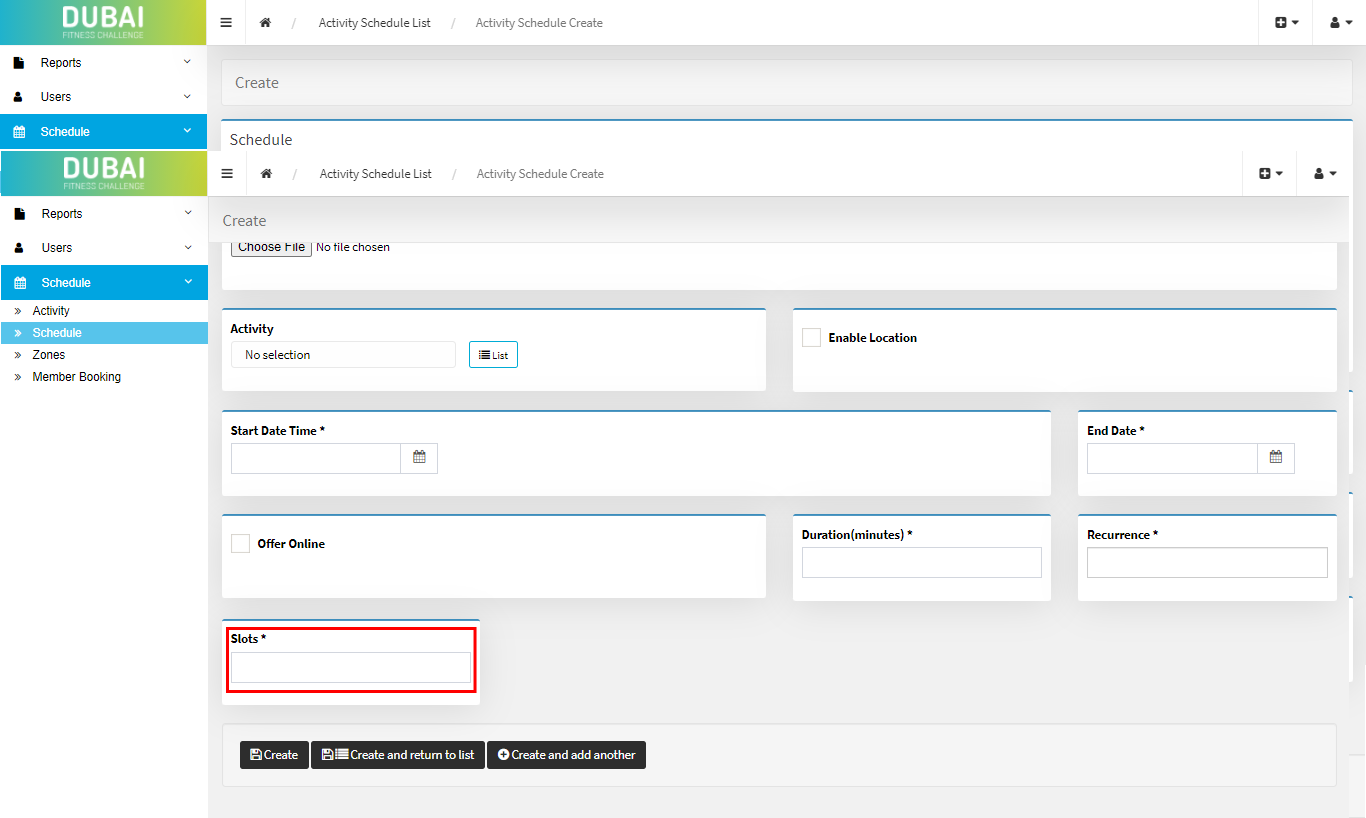 DUBAI
FITNESS CHALLENGE
/ Activity Schedule List / Activity Schedule Create
Reports
Create
Users
Schedule
Schedule
DUBAI
FITNESS CHALLENGE
/ Activity Schedule List / Activity Schedule Create
Reports
Create
Users
Choose File No file chosen
Schedule
» Activity
» Schedule
» Zones
» Member Booking
Activity
No selection
List
Enable Location
Start Date Time *
End Date *
Offer Online
Duration(minutes) *
Recurrence *
Slots *
Create
Create and return to list
Create and add another